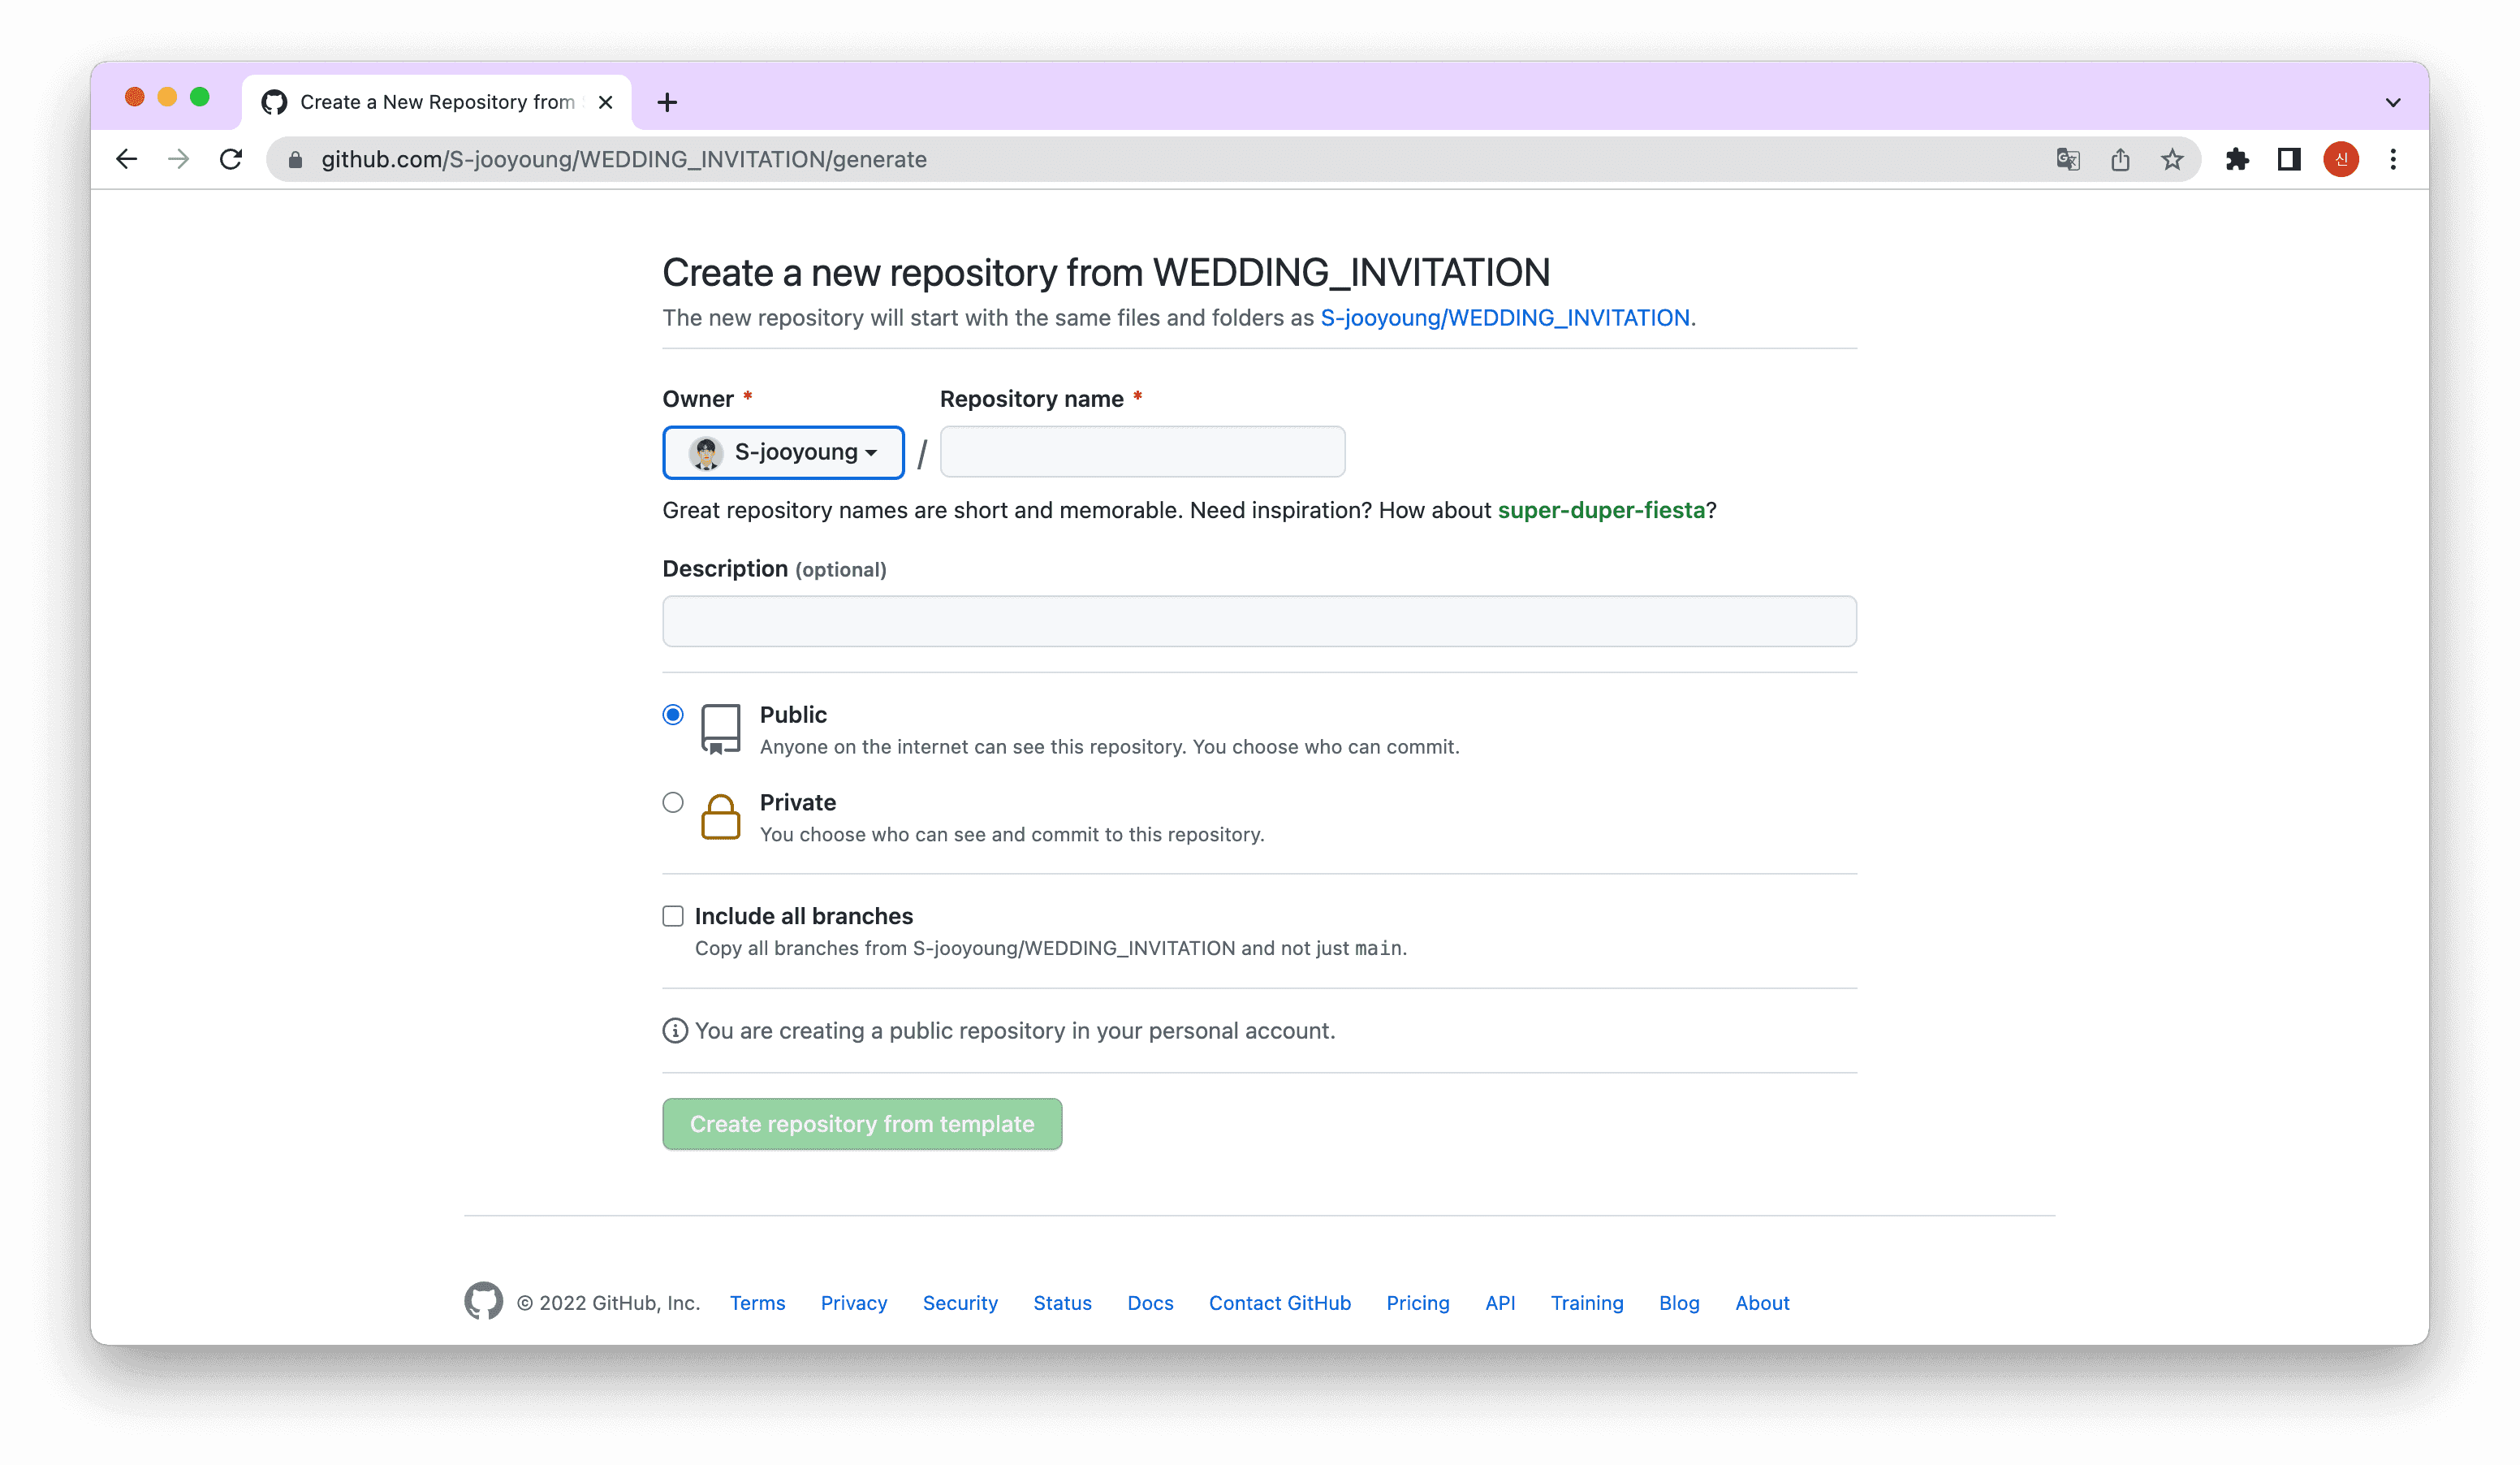 Create a New Repository from
github.com/S-jooyoung/WEDDING_INVITATION/generate
신
Create a new repository from WEDDING_INVITATION
The new repository will start with the same files and folders as S-jooyoung/WEDDING_INVITATION.
Owner * Repository name *
S-jooyoung /
Great repository names are short and memorable. Need inspiration? How about super-duper-fiesta?
Description (optional)
Public
Anyone on the internet can see this repository. You choose who can commit.
Private
You choose who can see and commit to this repository.
Include all branches
Copy all branches from S-jooyoung/WEDDING_INVITATION and not just main.
You are creating a public repository in your personal account.
Create repository from template
© 2022 GitHub, Inc. Terms Privacy Security Status Docs Contact GitHub Pricing API Training Blog About